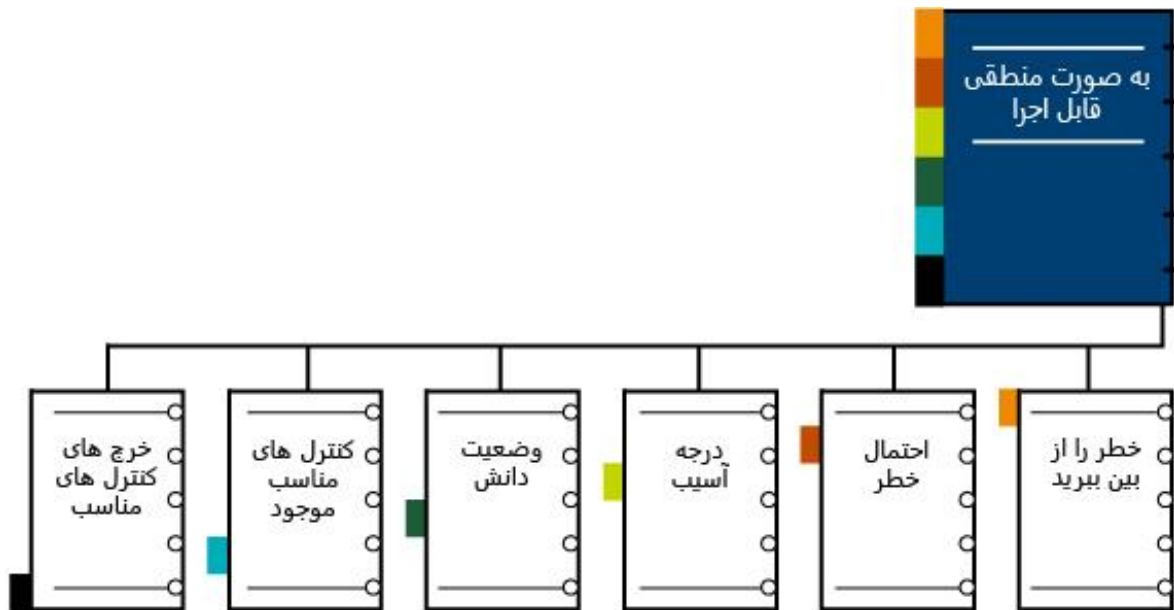 به صورت منطقی
قابل اجرا
خطر را از
بین ببرید
احتمال
خطر
درجه
آسیب
وضعیت
دانش
کنترل های
مناسب
موجود
خرج های
کنترل های
مناسب